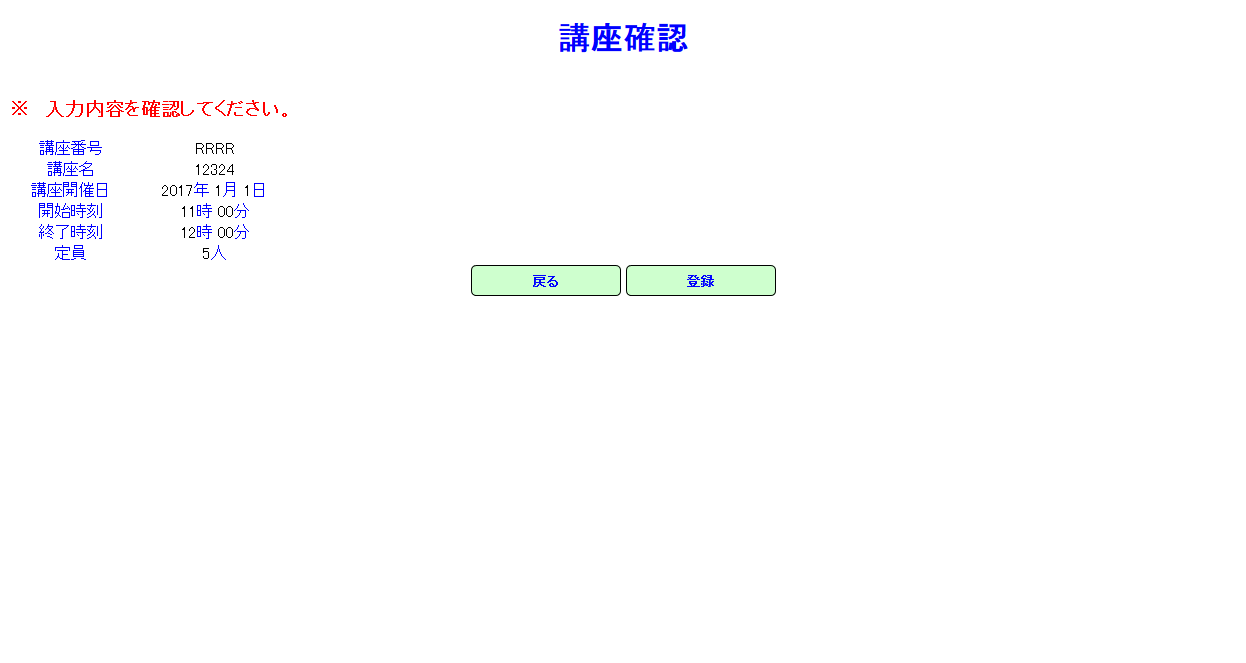 講座確認
※　入力内容を確認してください。
講座番号 RRRR
講座名 12324
講座開催日 2017年 1月 1日
開始時刻 11時 00分
終了時刻 12時 00分
定員 5人
戻る 登録